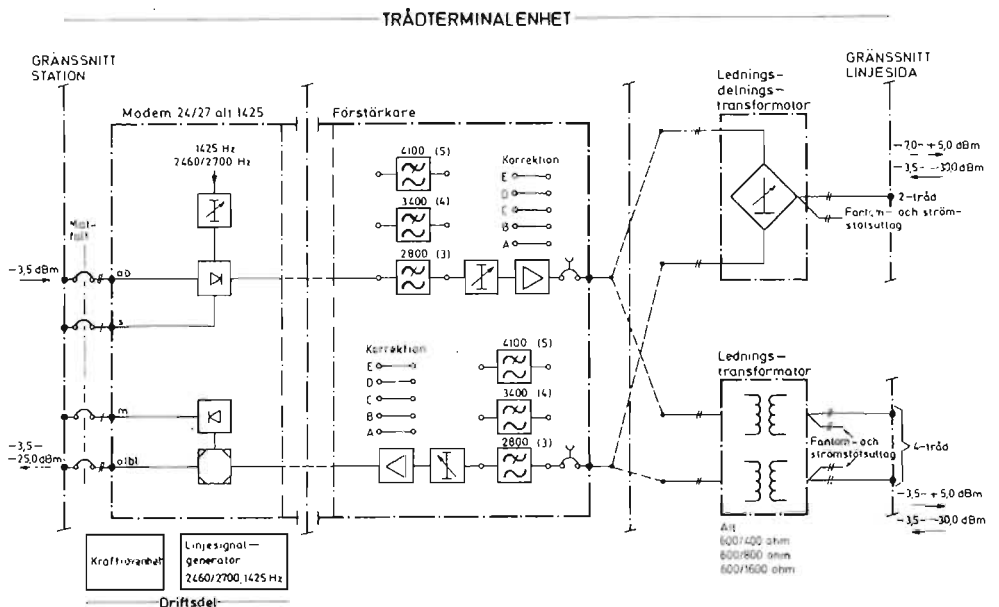 TRÅDTERMINALENHET
GRÄNSSNITT
STATION
GRÄNSSNITT
LINJESIDA
Modem 24/27 alt 1425
Förstärkare
Lednings-
delnings-
transformotor
1425 Hz
2460/2700 Hz
4100 (5)
3400 (4)
2800 (3)
Korrektion
E
D
C
B
A
-3,5 dBm
ab
s
-7,0- +5,0 dBm
-3,5- -30,0 dBm
2-tråd
Fantom- och ström-
stötsuttag
Korrektion
E
D
C
B
A
4100 (5)
3400 (4)
2800 (3)
Lednings-
transformator
m
-3,5-
-25,0 dBm
a1b1
Fantom- och
strömstötsuttag
4-tråd
-3,5- +5,0 dBm
-3,5- -30,0 dBm
Alt
600/400 ohm
600/800 ohm
600/1600 ohm
Linjesignal-
generator
2460/2700, 1425 Hz
Driftsdel